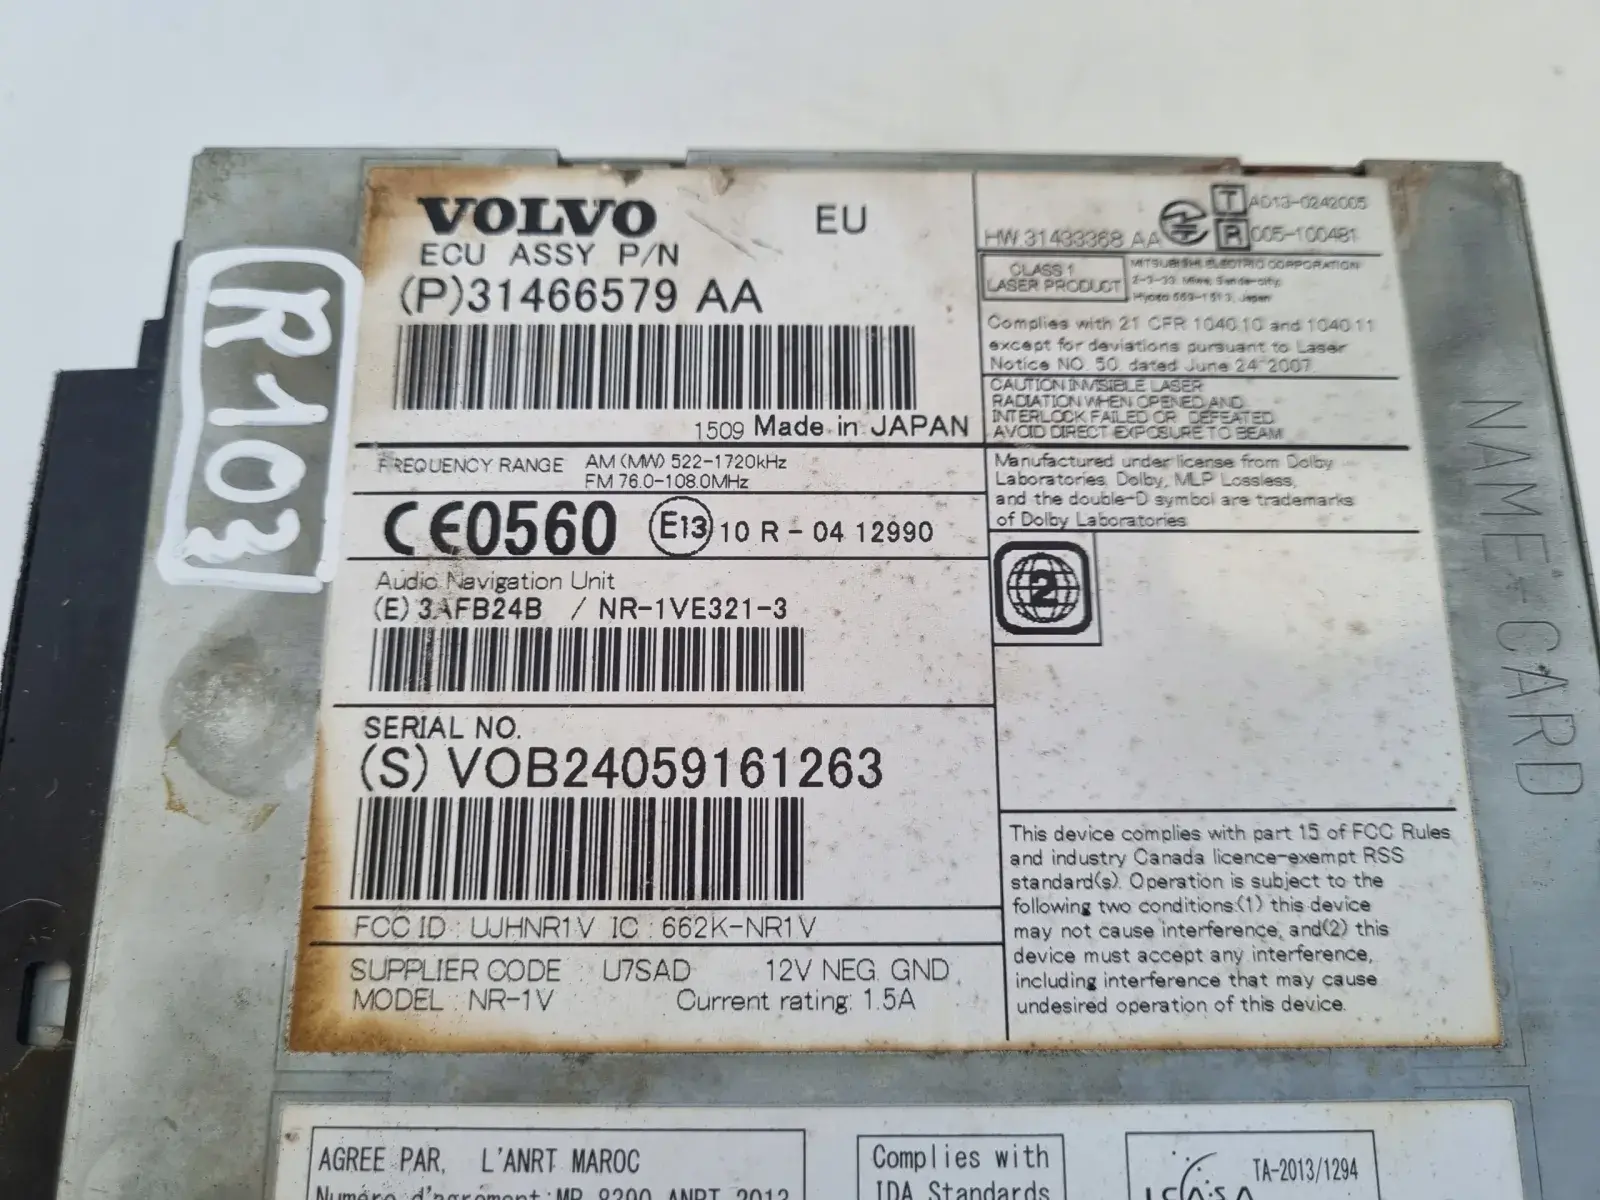 R103
VOLVO EU
ECU ASSY P/N
(P)31466579 AA
1509 Made in JAPAN
FREQUENCY RANGE AM (MW) 522-1720kHz
FM 76.0-108.0MHz
CE0560 E13 10 R - 04 12990
Audio Navigation Unit
(E) 3AFB24B / NR-1VE321-3
SERIAL NO.
(S) VOB24059161263
FCC ID : UJHNR1V IC : 662K-NR1V
SUPPLIER CODE U7SAD 12V NEG. GND
MODEL : NR-1V Current rating: 1.5A
T AD13-0242005
HW 31433368 AA R 005-100481
CLASS 1
LASER PRODUCT
MITSUBISHI ELECTRIC CORPORATION
Japan
Complies with 21 CFR 1040.10 and 1040.11
except for deviations pursuant to Laser
Notice NO. 50, dated June 24 2007.
CAUTION INVISIBLE LASER
RADIATION WHEN OPENED AND
INTERLOCK FAILED OR DEFEATED
AVOID DIRECT EXPOSURE TO BEAM
Manufactured under license from Dolby
Laboratories, Dolby, MLP Lossless,
and the double-D symbol are trademarks
of Dolby Laboratories
2
This device complies with part 15 of FCC Rules
and industry Canada licence-exempt RSS
standard(s). Operation is subject to the
following two conditions:(1) this device
may not cause interference, and(2) this
device must accept any interference,
including interference that may cause
undesired operation of this device.
NAME-CARD
AGREE PAR, L'ANRT MAROC
Numéro d'agrement:MR 8290 ANRT 2013
Complies with
IDA Standards
TA-2013/1294
ICASA